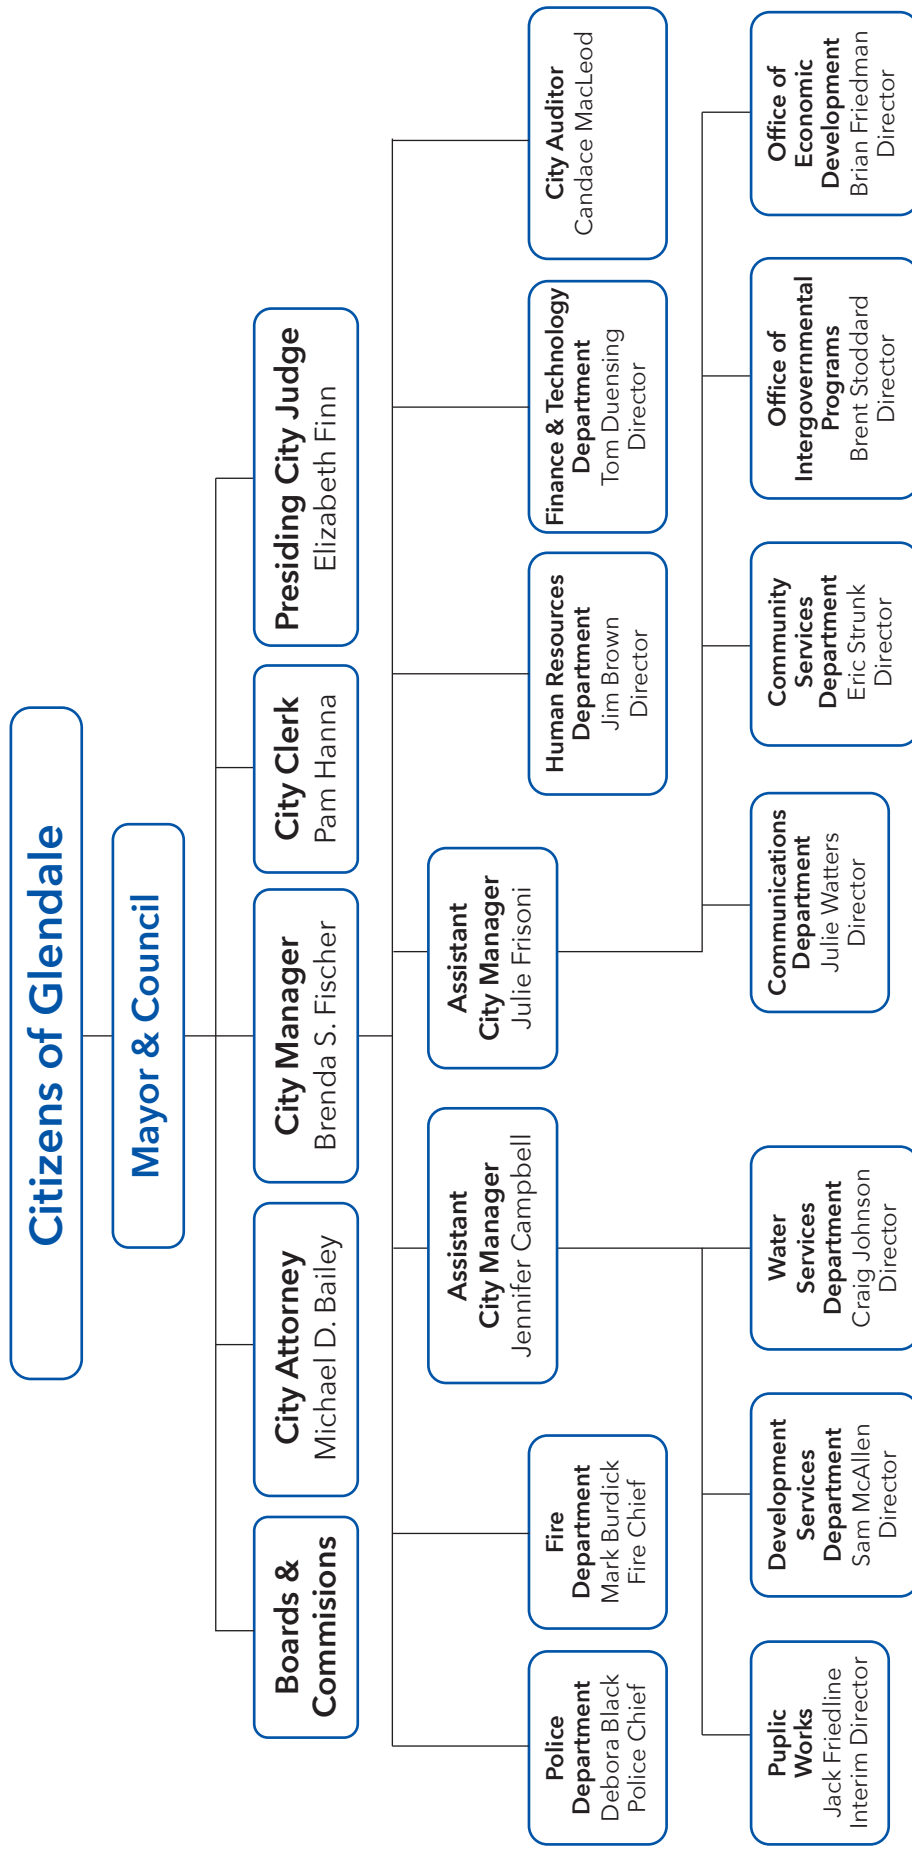 Citizens of Glendale
Mayor & Council
Boards &
Commisions
City Attorney
Michael D. Bailey
City Manager
Brenda S. Fischer
City Clerk
Pam Hanna
Presiding City Judge
Elizabeth Finn
Assistant
City Manager
Jennifer Campbell
Assistant
City Manager
Julie Frisoni
Police
Department
Debora Black
Police Chief
Fire
Department
Mark Burdick
Fire Chief
Human Resources
Department
Jim Brown
Director
Finance & Technology
Department
Tom Duensing
Director
City Auditor
Candace MacLeod
Puplic
Works
Jack Friedline
Interim Director
Development
Services
Department
Sam McAllen
Director
Water
Services
Department
Craig Johnson
Director
Communications
Department
Julie Watters
Director
Community
Services
Department
Eric Strunk
Director
Office of
Intergovernmental
Programs
Brent Stoddard
Director
Office of
Economic
Development
Brian Friedman
Director